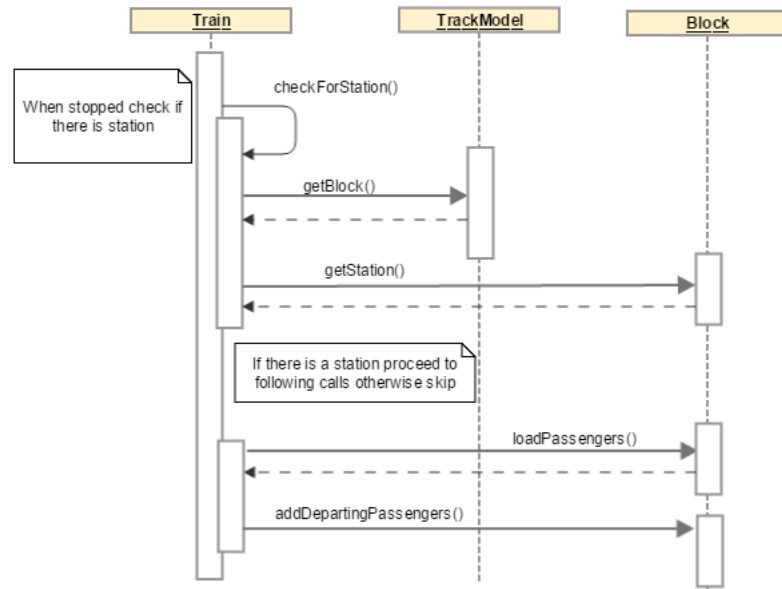 Train
TrackModel
Block
When stopped check if
there is station
checkForStation()
getBlock()
getStation()
If there is a station proceed to
following calls otherwise skip
loadPassengers()
addDepartingPassengers()